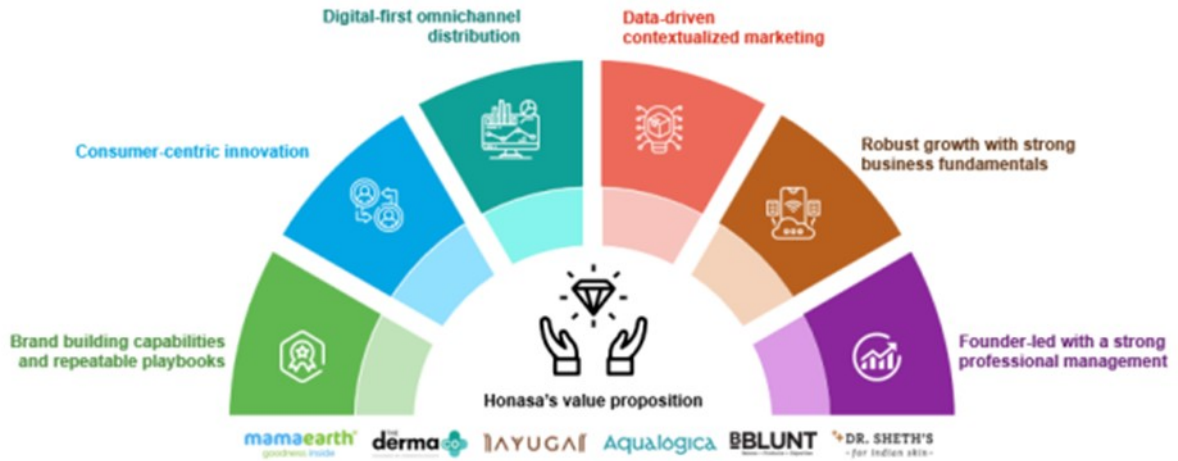 Digital-first omnichannel
distribution
Data-driven
contextualized marketing
Consumer-centric innovation
Robust growth with strong
business fundamentals
Brand building capabilities
and repeatable playbooks
Founder-led with a strong
professional management
Honasa's value proposition
mamaearth
goodness inside
THE
derma co
AYUGA
Aqualogica
BBLUNT
DR. SHETH'S
- for Indian skin -